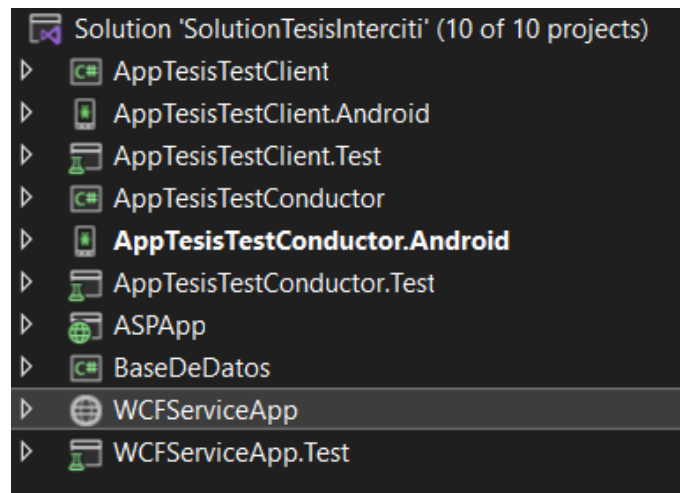 Solution 'SolutionTesisInterciti' (10 of 10 projects)
C# AppTesisTestClient
AppTesisTestClient.Android
AppTesisTestClient.Test
C# AppTesisTestConductor
AppTesisTestConductor.Android
AppTesisTestConductor.Test
ASPApp
C# BaseDeDatos
WCFServiceApp
WCFServiceApp.Test